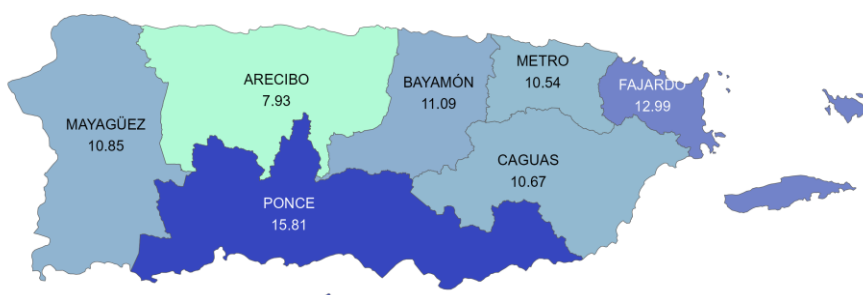 METRO
10.54
ARECIBO
7.93
BAYAMÓN
11.09
FAJARDO
12.99
MAYAGÜEZ
10.85
CAGUAS
10.67
PONCE
15.81